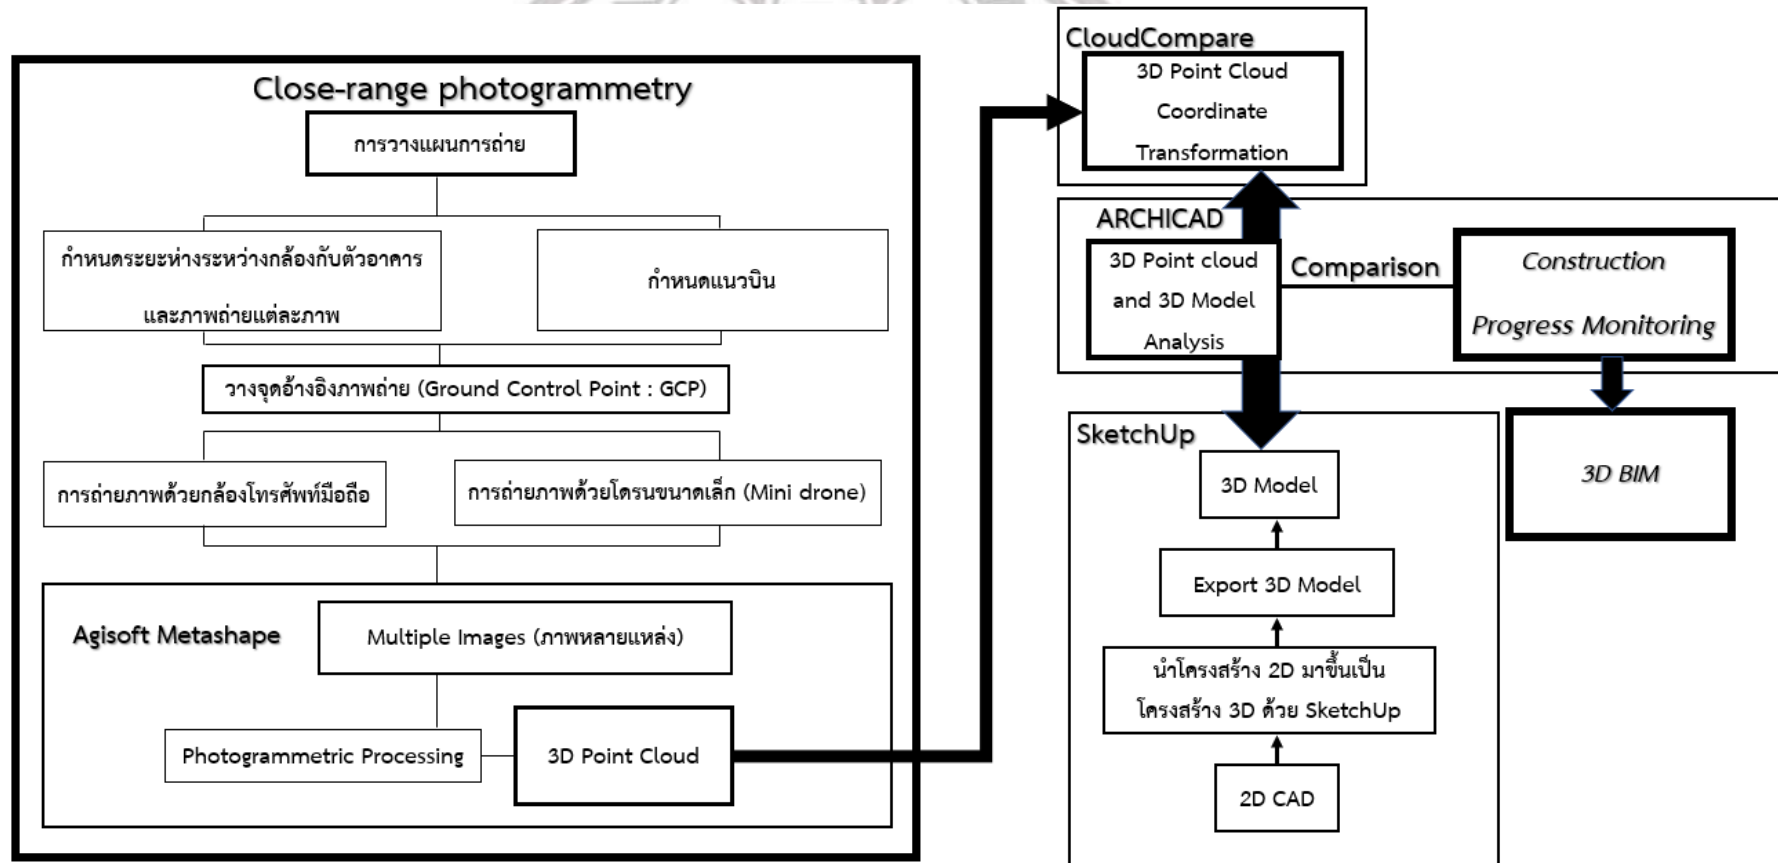 Close-range photogrammetry
การวางแผนการถ่าย
กำหนดระยะห่างระหว่างกล้องกับตัวอาคาร
และภาพถ่ายแต่ละภาพ
กำหนดแนวบิน
วางจุดอ้างอิงภาพถ่าย (Ground Control Point : GCP)
การถ่ายภาพด้วยกล้องโทรศัพท์มือถือ
การถ่ายภาพด้วยโดรนขนาดเล็ก (Mini drone)
Agisoft Metashape
Multiple Images (ภาพหลายแหล่ง)
Photogrammetric Processing
3D Point Cloud
CloudCompare
3D Point Cloud
Coordinate
Transformation
ARCHICAD
3D Point cloud
and 3D Model
Analysis
Comparison
Construction
Progress Monitoring
3D BIM
SketchUp
3D Model
Export 3D Model
นำโครงสร้าง 2D มาขึ้นเป็น
โครงสร้าง 3D ด้วย SketchUp
2D CAD